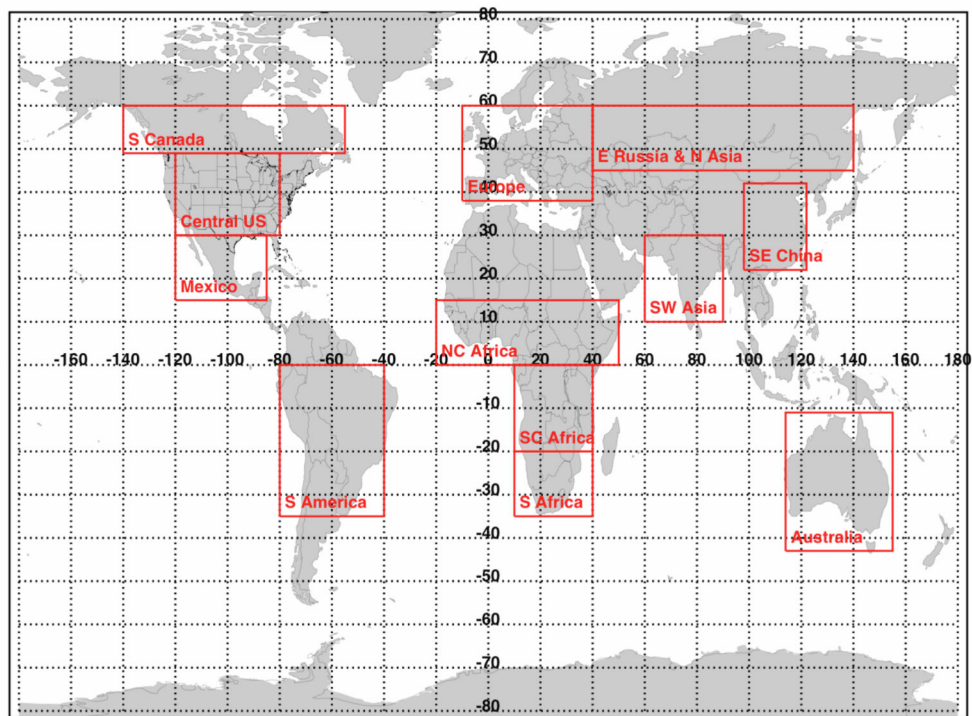 80
70
60
S Canada
50
E Russia & N Asia
40
Europe
Central US
30
SE China
20
Mexico
SW Asia
10
NC Africa
-160 -140 -120 -100 -80 -60 -40 -20 0 20 40 60 80 100 120 140 160 180
-10
SC Africa
-20
-30
S America
S Africa
-40
Australia
-50
-60
-70
-80